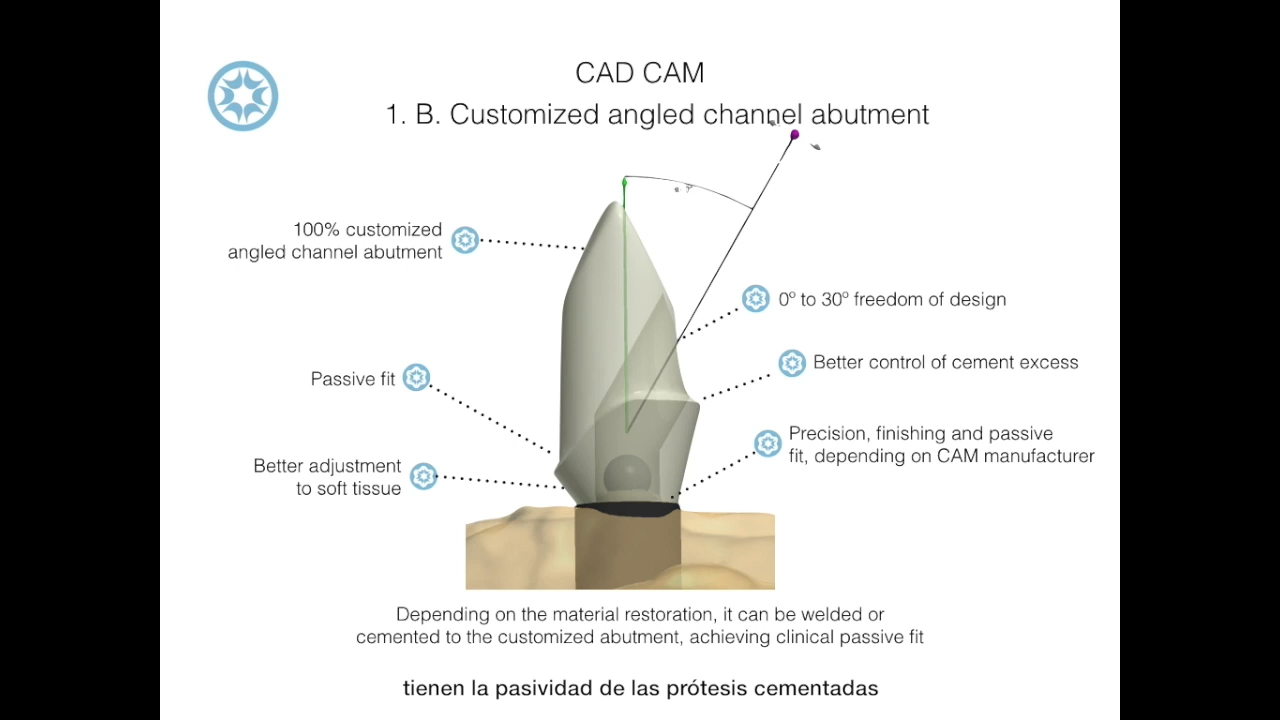 CAD CAM
1. B. Customized angled channel abutment
100% customized
angled channel abutment
0º to 30º freedom of design
Better control of cement excess
Passive fit
Precision, finishing and passive
fit, depending on CAM manufacturer
Better adjustment
to soft tissue
Depending on the material restoration, it can be welded or
cemented to the customized abutment, achieving clinical passive fit
tienen la pasividad de las prótesis cementadas